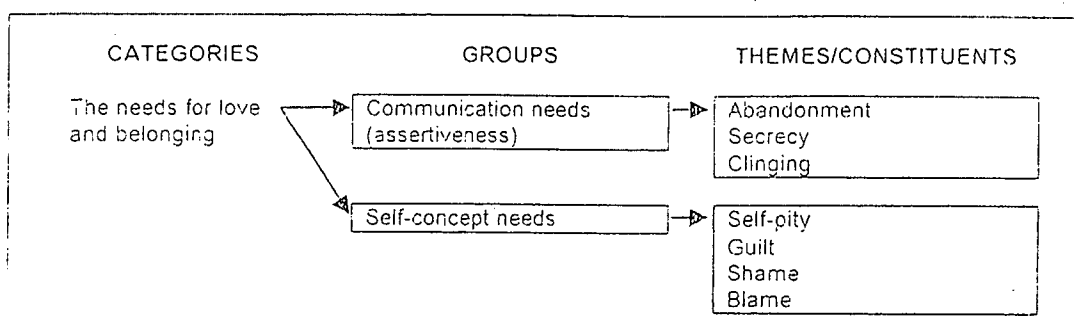 CATEGORIES GROUPS THEMES/CONSTITUENTS
The needs for love
and belonging
Communication needs
(assertiveness)
Abandonment
Secrecy
Clinging
Self-concept needs
Self-pity
Guilt
Shame
Blame